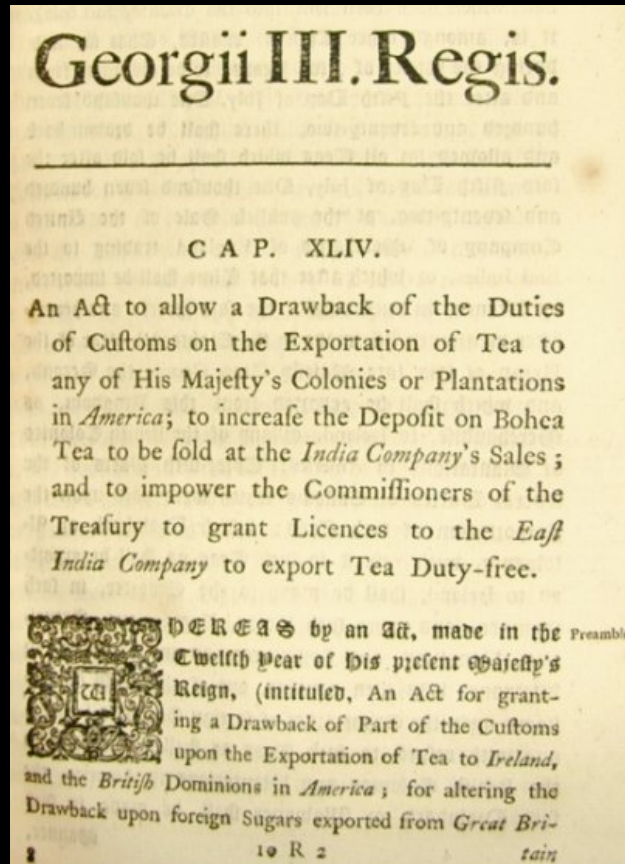 Georgii III. Regis.
CAP. XLIV.
An Act to allow a Drawback of the Duties
of Cuſtoms on the Exportation of Tea to
any of His Majeſty's Colonies or Plantations
in America; to increaſe the Depoſit on Bohea
Tea to be ſold at the India Company's Sales;
and to impower the Commiſſioners of the
Treaſury to grant Licences to the Eaſt
India Company to export Tea Duty-free.
WHEREAS by an Act, made in the Preamble
Twelfth Year of His preſent Majeſty's
Reign, (intituled, An Act for grant-
ing a Drawback of Part of the Cuſtoms
upon the Exportation of Tea to Ireland,
and the Britiſh Dominions in America; for altering the
Drawback upon foreign Sugars exported from Great Bri-
10 R 2 tain